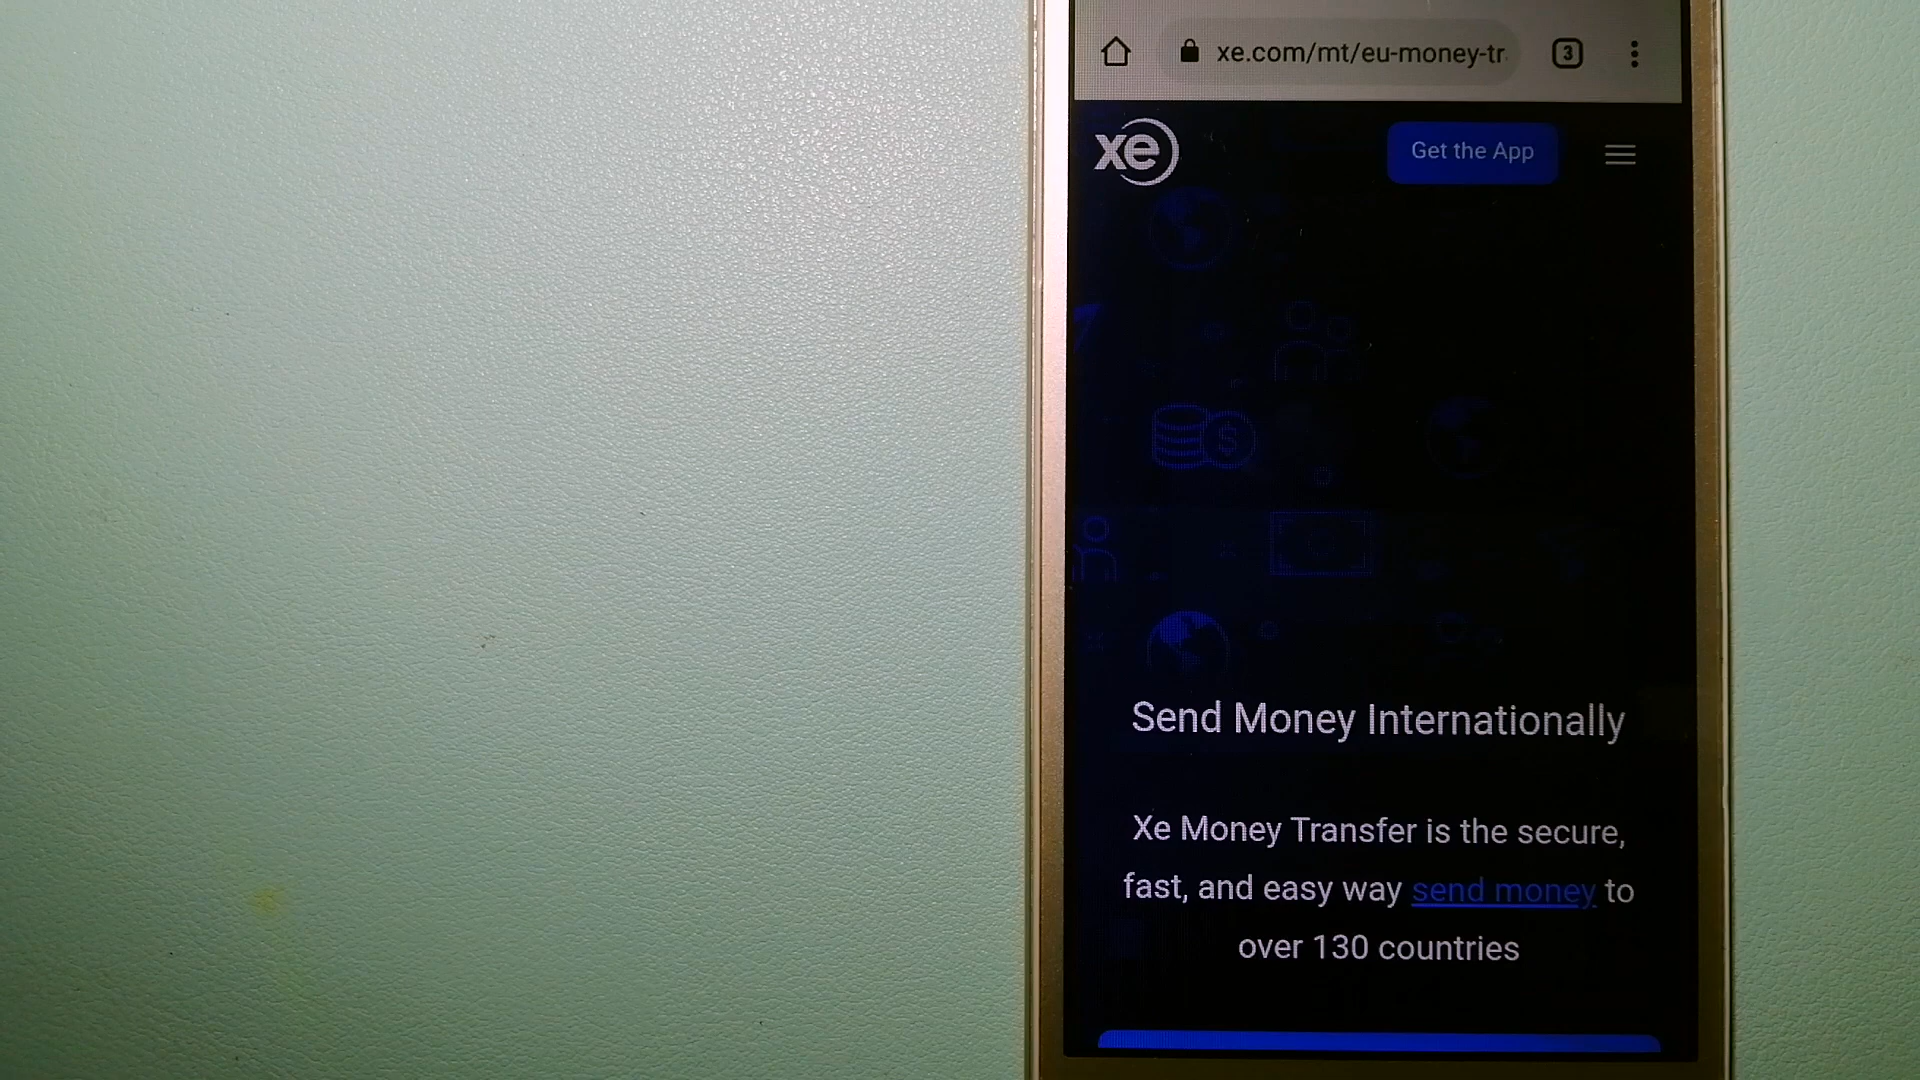 xe.com/mt/eu-money-tr
3
xe
Get the App
Send Money Internationally
Xe Money Transfer is the secure,
fast, and easy way send money to
over 130 countries